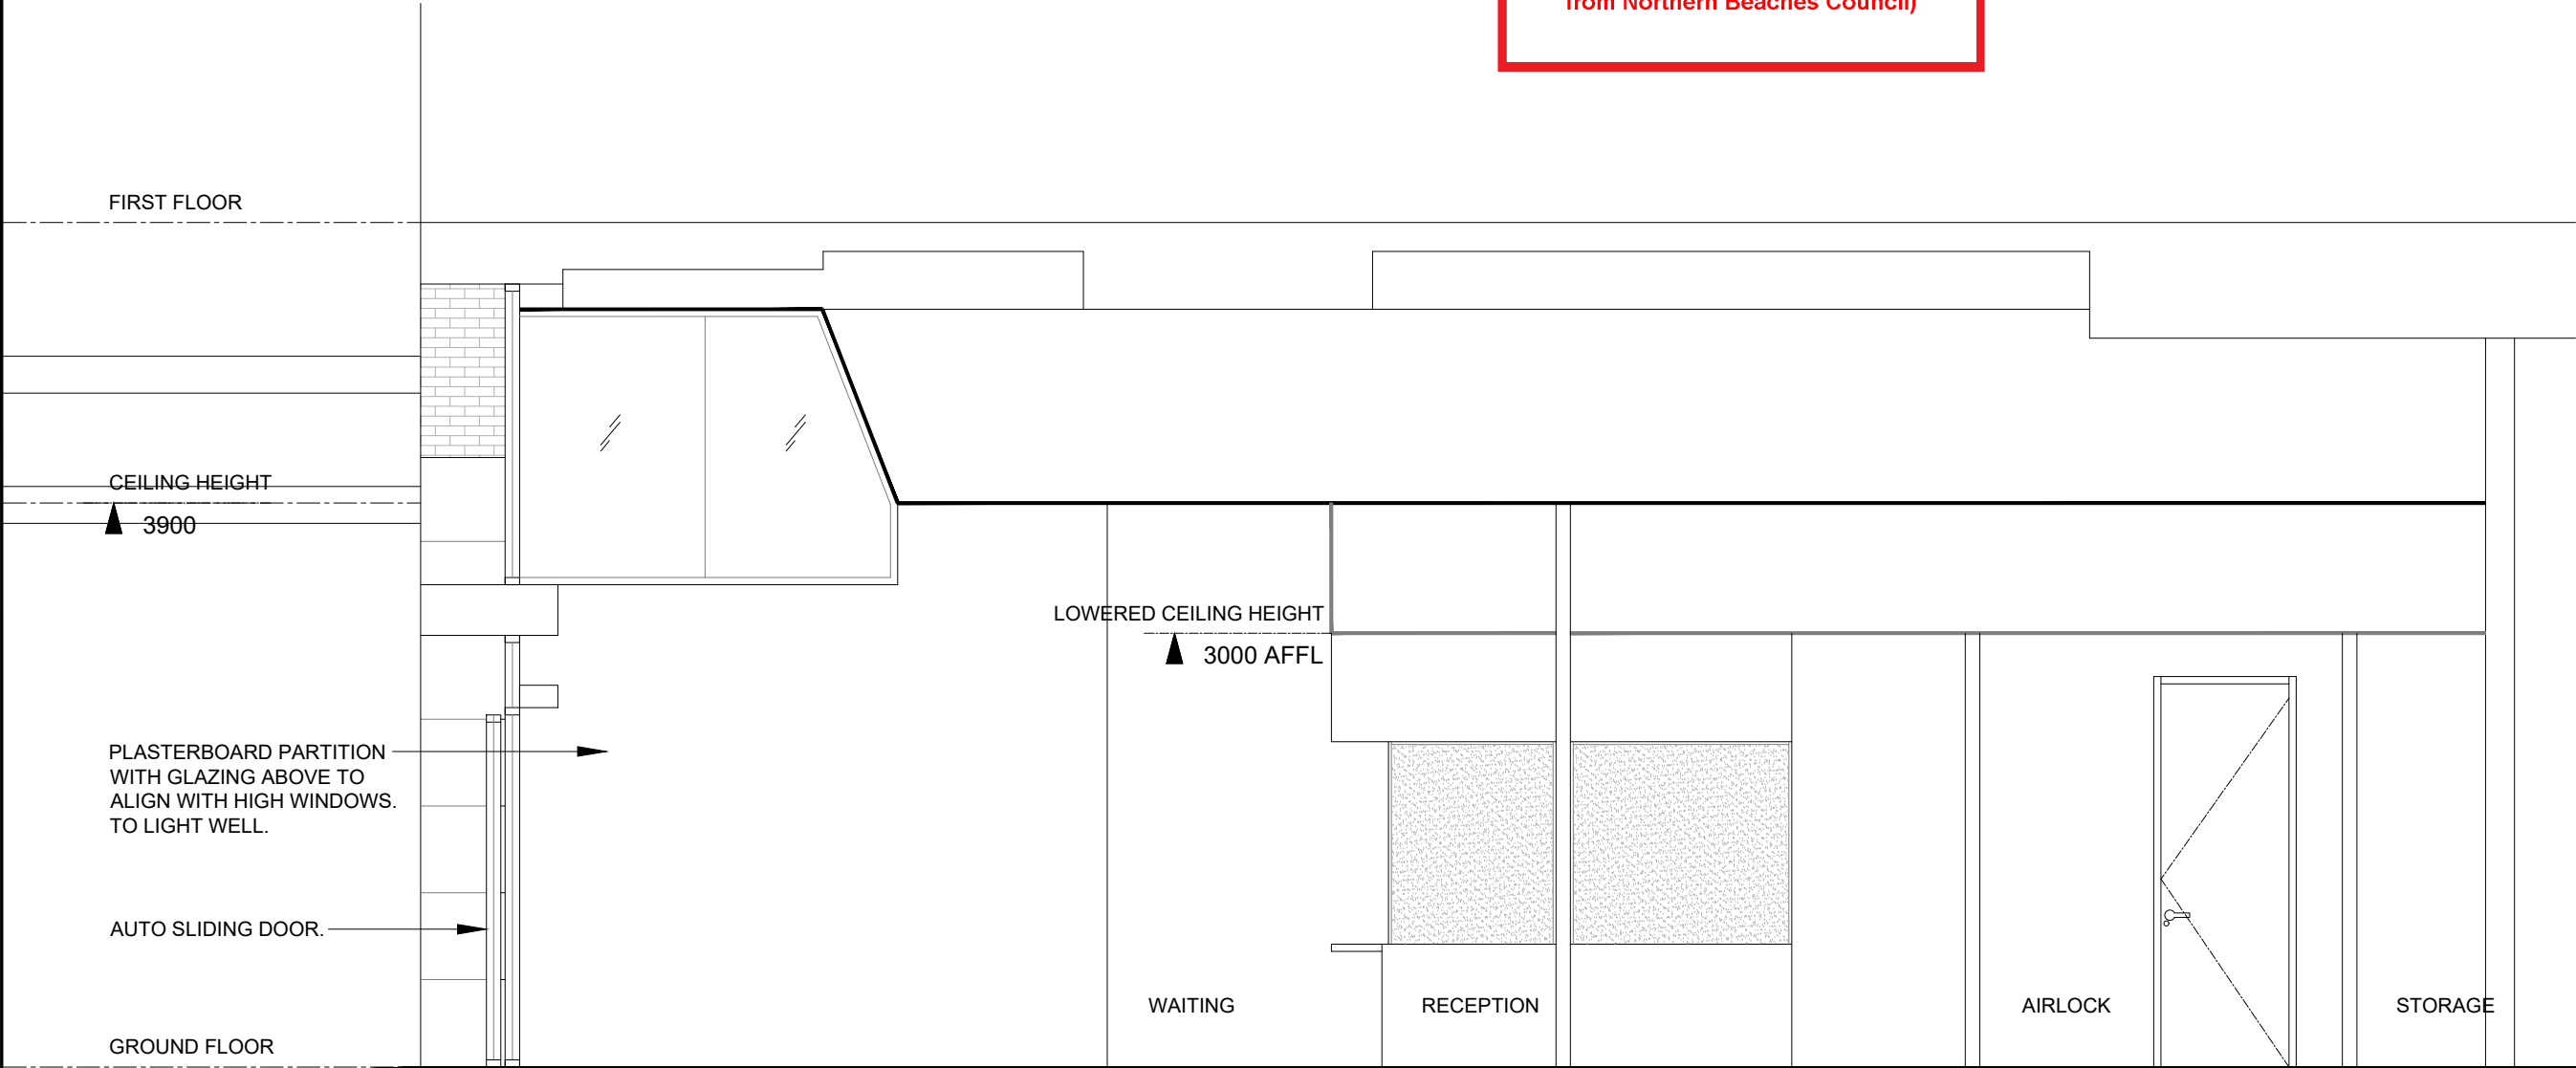 from Northern Beaches Council)
FIRST FLOOR
CEILING HEIGHT
3900
LOWERED CEILING HEIGHT
3000 AFFL
PLASTERBOARD PARTITION
WITH GLAZING ABOVE TO
ALIGN WITH HIGH WINDOWS.
TO LIGHT WELL.
AUTO SLIDING DOOR.
WAITING
RECEPTION
AIRLOCK
STORAGE
GROUND FLOOR